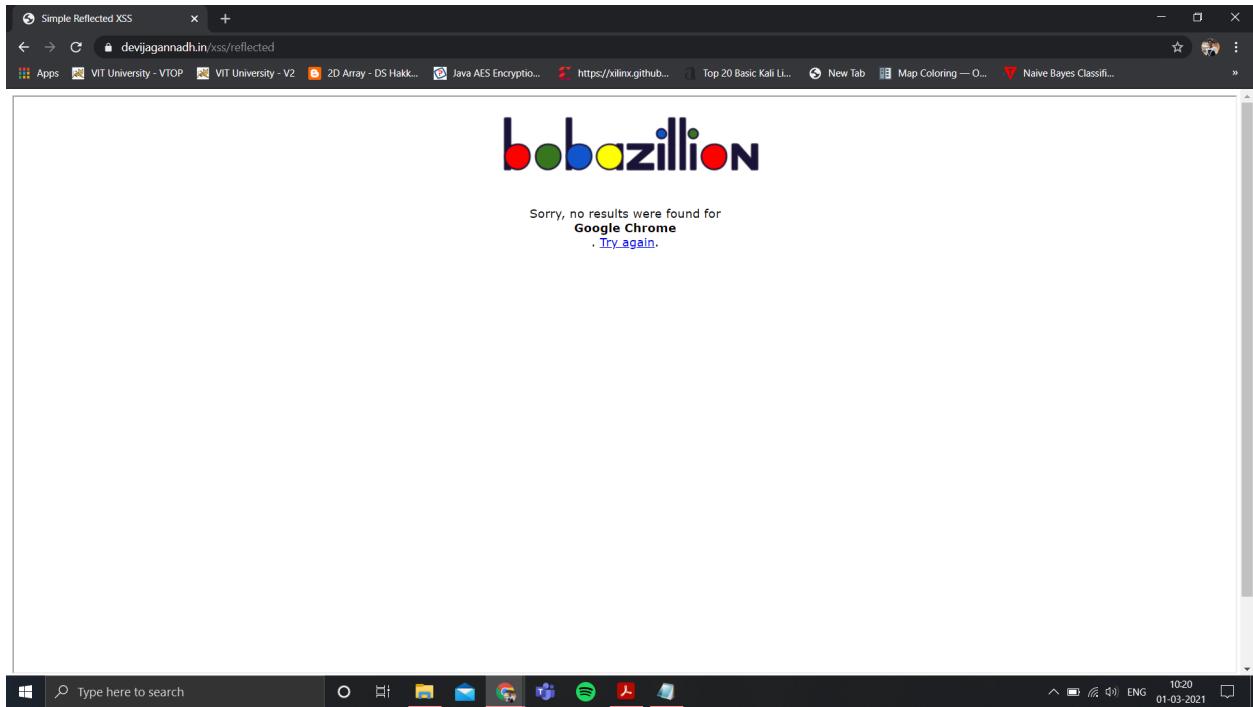 Simple Reflected XSS
devijagannadh.in/xss/reflected
Apps VIT University - VTOP VIT University - V2 2D Array - DS Hakk... Java AES Encryptio... https://xilinx.github... Top 20 Basic Kali Li... New Tab Map Coloring — O... Naive Bayes Classifi... »
bobazillion
Sorry, no results were found for
Google Chrome
. Try again.
Type here to search
ENG
10:20
01-03-2021